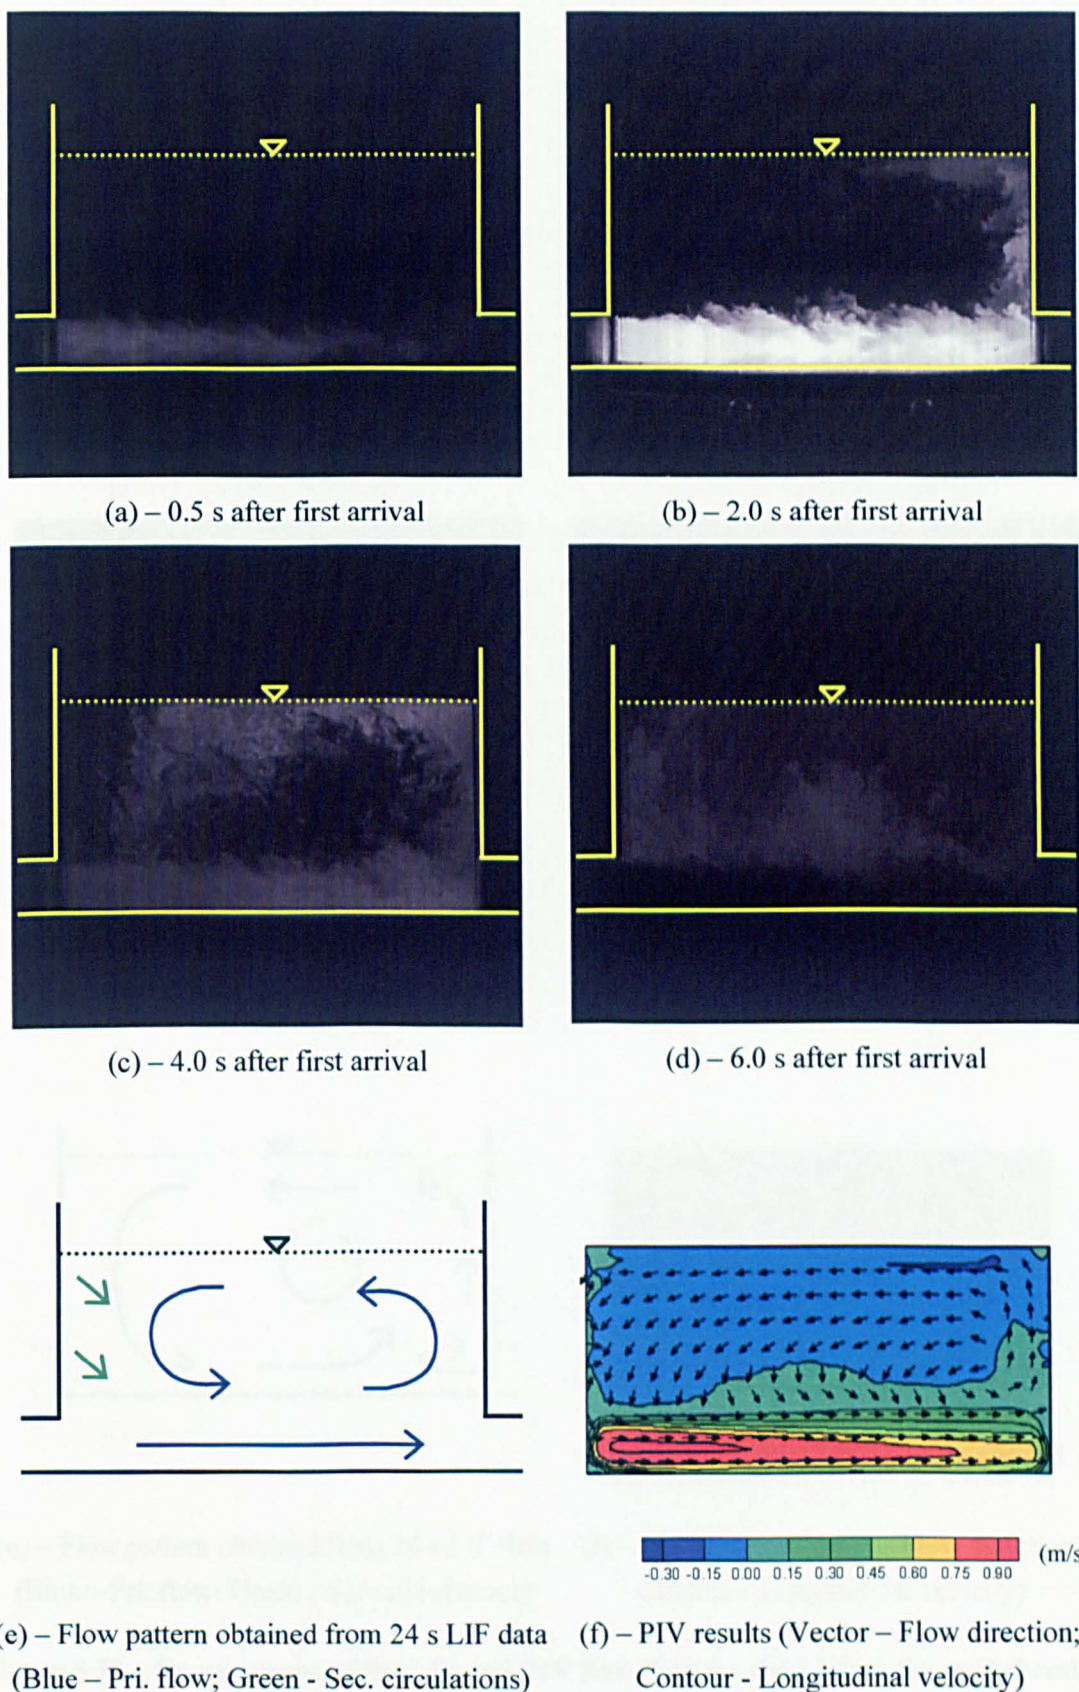 (a) – 0.5 s after first arrival
(b) – 2.0 s after first arrival
(c) – 4.0 s after first arrival
(d) – 6.0 s after first arrival
-0.30 -0.15 0.00 0.15 0.45 0.60 0.75 0.90
(m/s
(e) – Flow pattern obtained from 24 s LIF data
(Blue – Pri. flow; Green - Sec. circulations)
(f) – PIV results (Vector – Flow direction;
Contour - Longitudinal velocity)